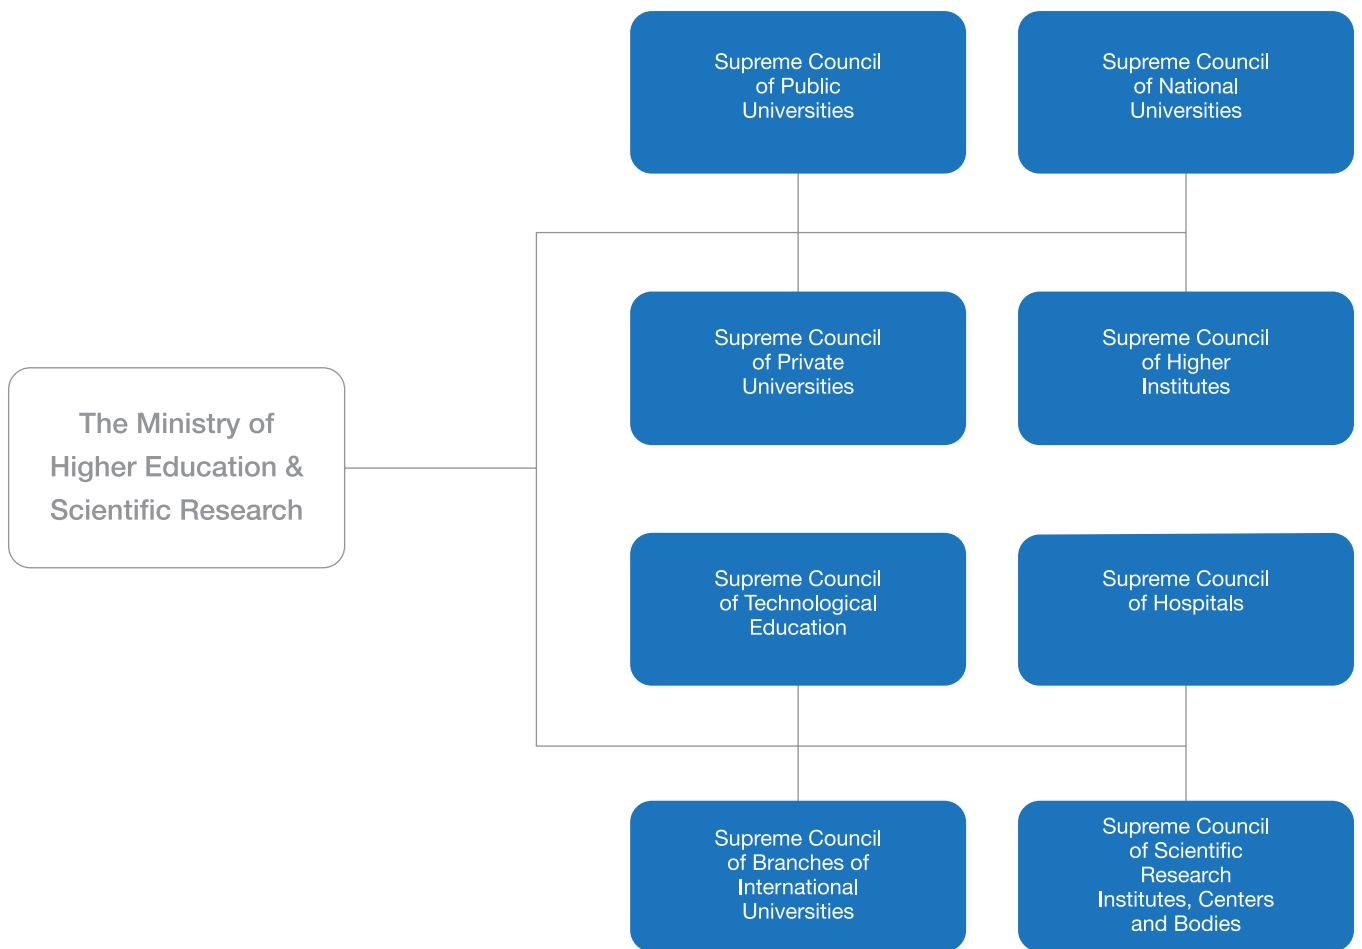 Supreme Council
of Public
Universities
Supreme Council
of National
Universities
Supreme Council
of Private
Universities
Supreme Council
of Higher
Institutes
The Ministry of
Higher Education &
Scientific Research
Supreme Council
of Technological
Education
Supreme Council
of Hospitals
Supreme Council
of Branches of
International
Universities
Supreme Council
of Scientific
Research
Institutes, Centers
and Bodies